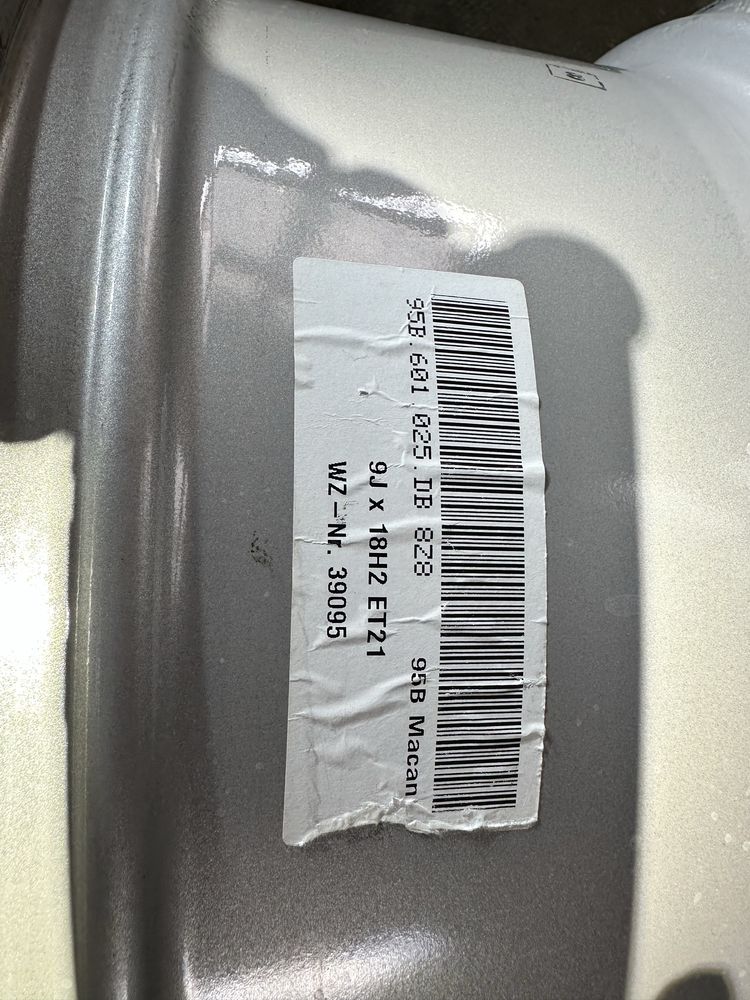 95B.601.025.DB 8Z8 95B Macan
9J x 18H2 ET21
WZ-Nr. 39095